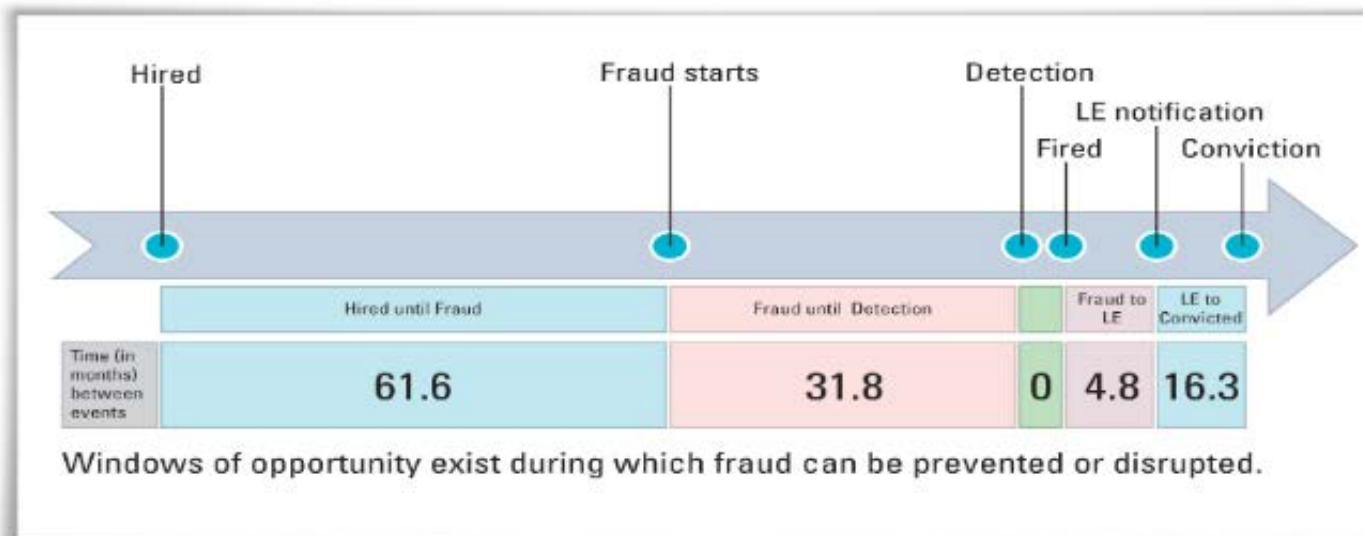 Hired
Fraud starts
Detection
LE notification
Fired
Conviction
Hired until Fraud
Fraud until Detection
Fraud to
LE
LE to
Convicted
Time (in
months)
between
events
61.6
31.8
0
4.8
16.3
Windows of opportunity exist during which fraud can be prevented or disrupted.